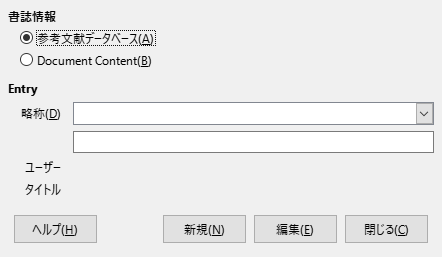 書誌情報
参考文献データベース(A)
Document Content(B)
Entry
略称(D)
ユーザー
タイトル
ヘルプ(H) 新規(N) 編集(E) 閉じる(C)